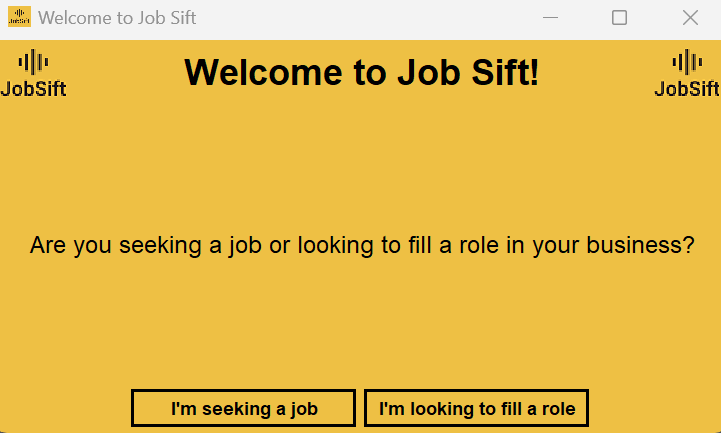 JobSift
Welcome to Job Sift
JobSift
Welcome to Job Sift!
JobSift
Are you seeking a job or looking to fill a role in your business?
I'm seeking a job
I'm looking to fill a role